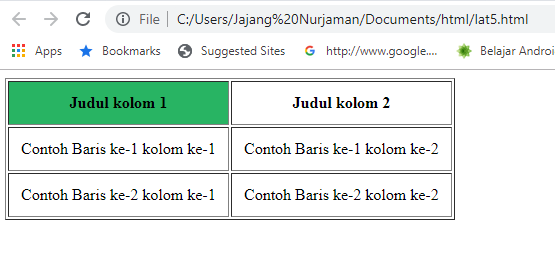 File | C:/Users/Jajang%20Nurjaman/Documents/html/lat5.html
Apps Bookmarks Suggested Sites http://www.google.... Belajar Androi
Judul kolom 1 Judul kolom 2
Contoh Baris ke-1 kolom ke-1 Contoh Baris ke-1 kolom ke-2
Contoh Baris ke-2 kolom ke-1 Contoh Baris ke-2 kolom ke-2